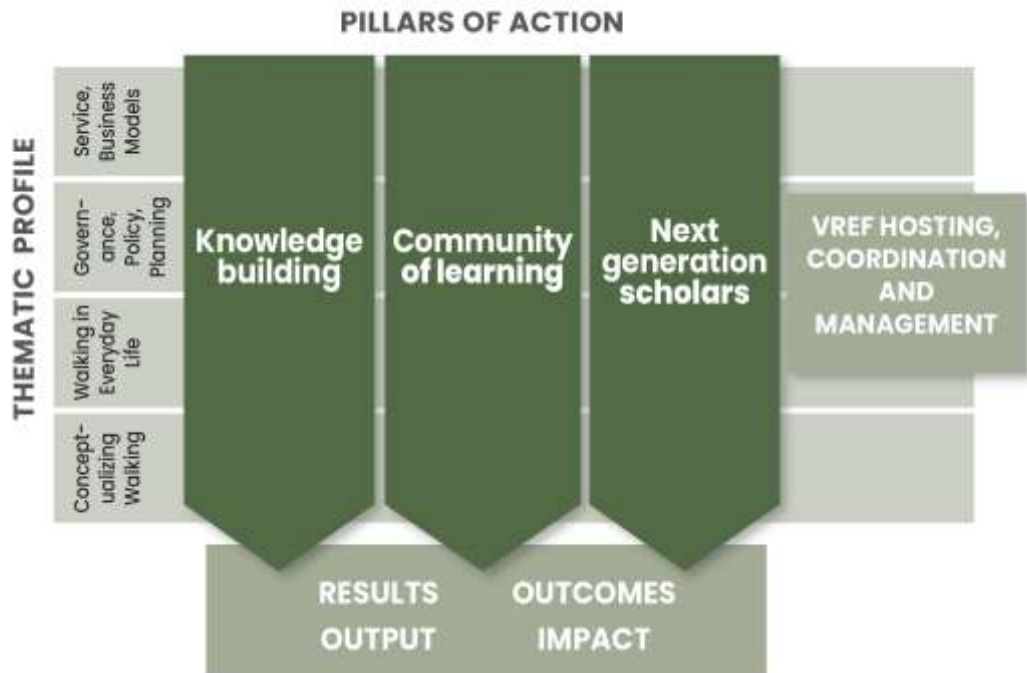 PILLARS OF ACTION
THEMATIC PROFILE
Service,
Business
Models
Govern-
ance,
Policy,
Planning
Walking in
Everyday
Life
Concept-
ualizing
Walking
Knowledge
building
Community
of learning
Next
generation
scholars
VREF HOSTING,
COORDINATION
AND
MANAGEMENT
RESULTS OUTCOMES
OUTPUT IMPACT